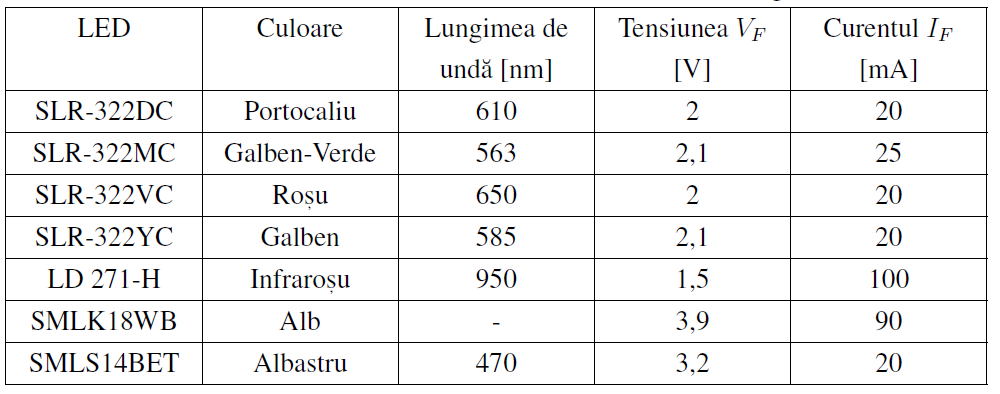 LED Culoare Lungimea de undă [nm] Tensiunea V_F [V] Curentul I_F [mA]
SLR-322DC Portocaliu 610 2 20
SLR-322MC Galben-Verde 563 2,1 25
SLR-322VC Roșu 650 2 20
SLR-322YC Galben 585 2,1 20
LD 271-H Infraroșu 950 1,5 100
SMLK18WB Alb - 3,9 90
SMLS14BET Albastru 470 3,2 20